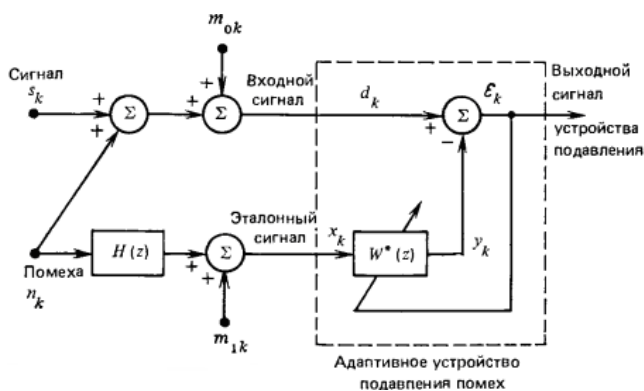 m₀ₖ
Сигнал
sₖ
+
+
+
+
Σ
Σ
Входной
сигнал
dₖ
+
−
Σ
εₖ
Выходной
сигнал
устройства
подавления
Помеха
nₖ
H(z)
+
+
Σ
Эталонный
сигнал
xₖ
W*(z)
yₖ
m₁ₖ
Адаптивное устройство
подавления помех